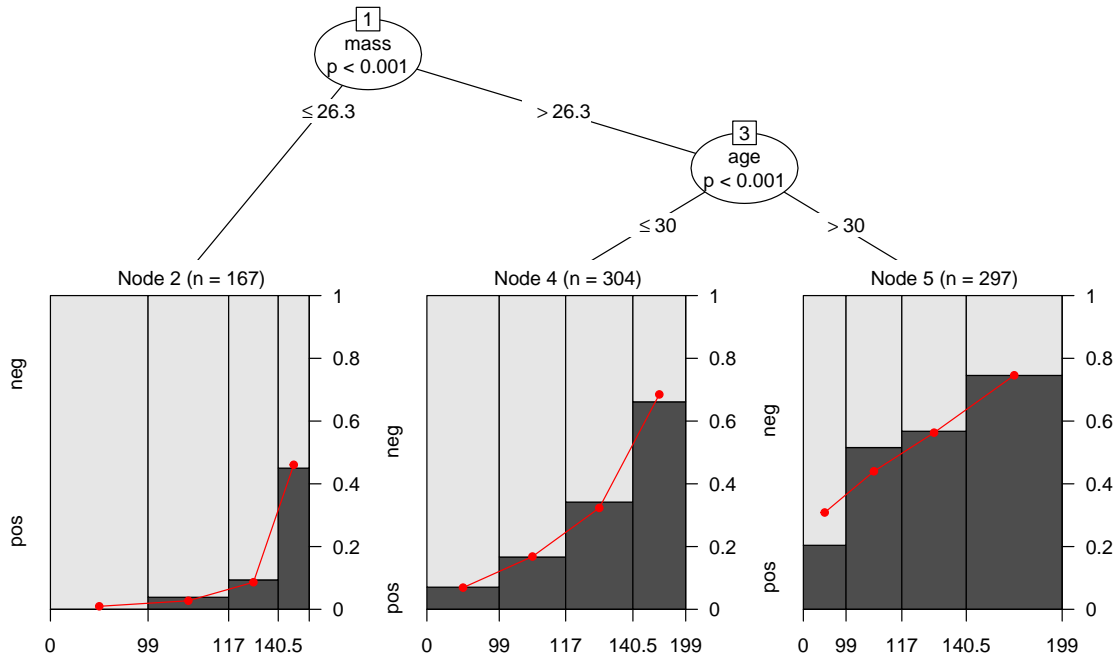 1
mass
p < 0.001
≤ 26.3
> 26.3
3
age
p < 0.001
≤ 30
> 30
Node 2 (n = 167)
neg
pos
0 99 117 140.5
0
0.2
0.4
0.6
0.8
1
Node 4 (n = 304)
neg
pos
0 99 117 140.5 199
0
0.2
0.4
0.6
0.8
1
Node 5 (n = 297)
neg
pos
0 99 117 140.5 199
0
0.2
0.4
0.6
0.8
1